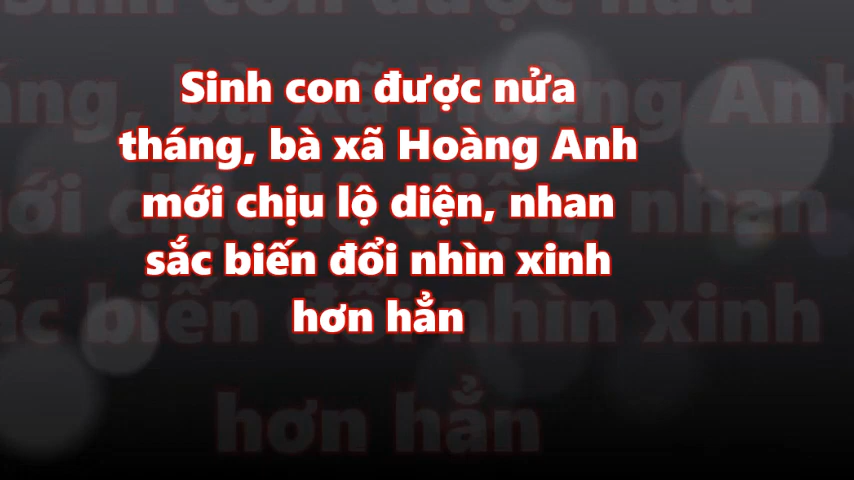 Sinh con được nửa
tháng, bà xã Hoàng Anh
mới chịu lộ diện, nhan
sắc biến đổi nhìn xinh
hơn hẳn